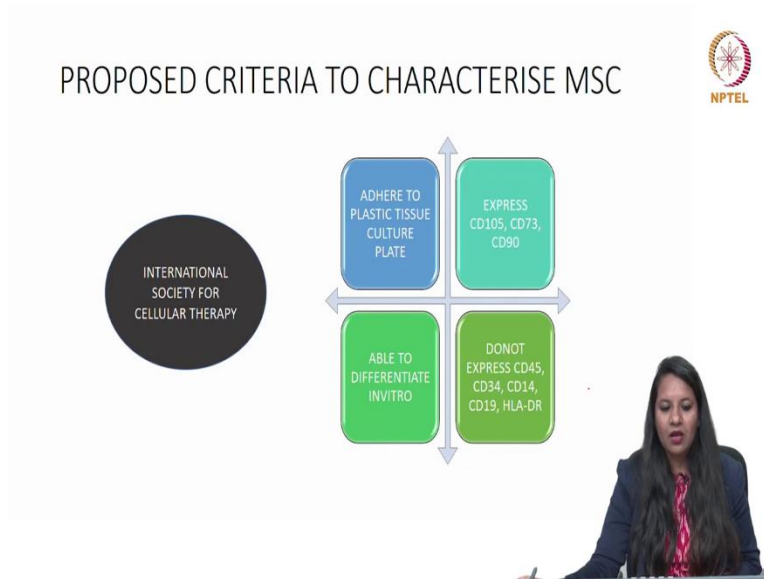 PROPOSED CRITERIA TO CHARACTERISE MSC
NPTEL
INTERNATIONAL
SOCIETY FOR
CELLULAR THERAPY
ADHERE TO
PLASTIC TISSUE
CULTURE
PLATE
EXPRESS
CD105, CD73,
CD90
ABLE TO
DIFFERENTIATE
INVITRO
DONOT
EXPRESS CD45,
CD34, CD14,
CD19, HLA-DR